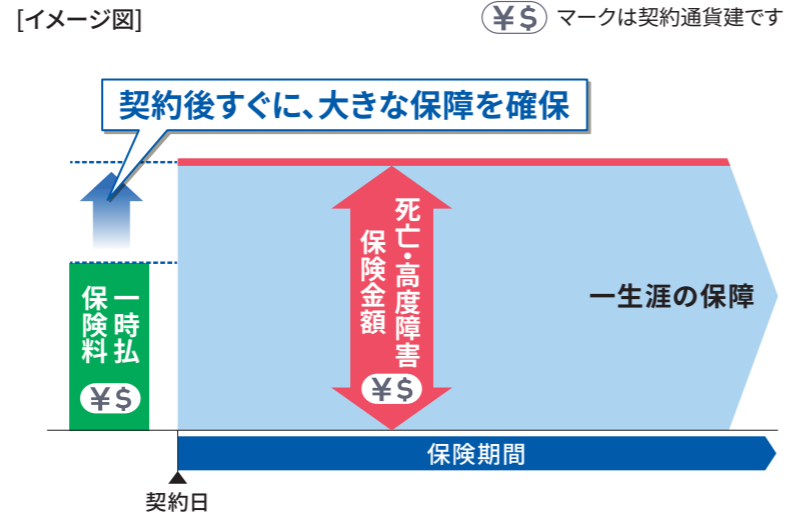 [イメージ図]
¥$ マークは契約通貨建です
契約後すぐに、大きな保障を確保
一時払
保険料
¥$
死亡・高度障害
保険金額
¥$
一生涯の保障
保険期間
▲
契約日